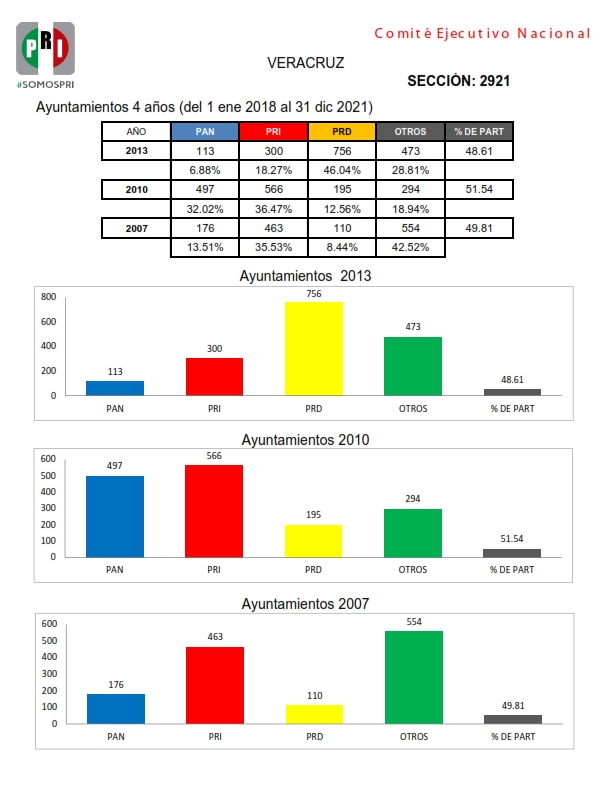 Comité Ejecutivo Nacional
PRI
#SOMOSPRI
VERACRUZ
SECCIÓN: 2921
Ayuntamientos 4 años (del 1 ene 2018 al 31 dic 2021)
AÑO PAN PRI PRD OTROS % DE PART
2013 113 300 756 473 48.61
6.88% 18.27% 46.04% 28.81%
2010 497 566 195 294 51.54
32.02% 36.47% 12.56% 18.94%
2007 176 463 110 554 49.81
13.51% 35.53% 8.44% 42.52%
Ayuntamientos 2013
800
600
400
200
0
113
300
756
473
48.61
PAN PRI PRD OTROS % DE PART
Ayuntamientos 2010
600
500
400
300
200
100
0
497
566
195
294
51.54
PAN PRI PRD OTROS % DE PART
Ayuntamientos 2007
600
500
400
300
200
100
0
176
463
110
554
49.81
PAN PRI PRD OTROS % DE PART